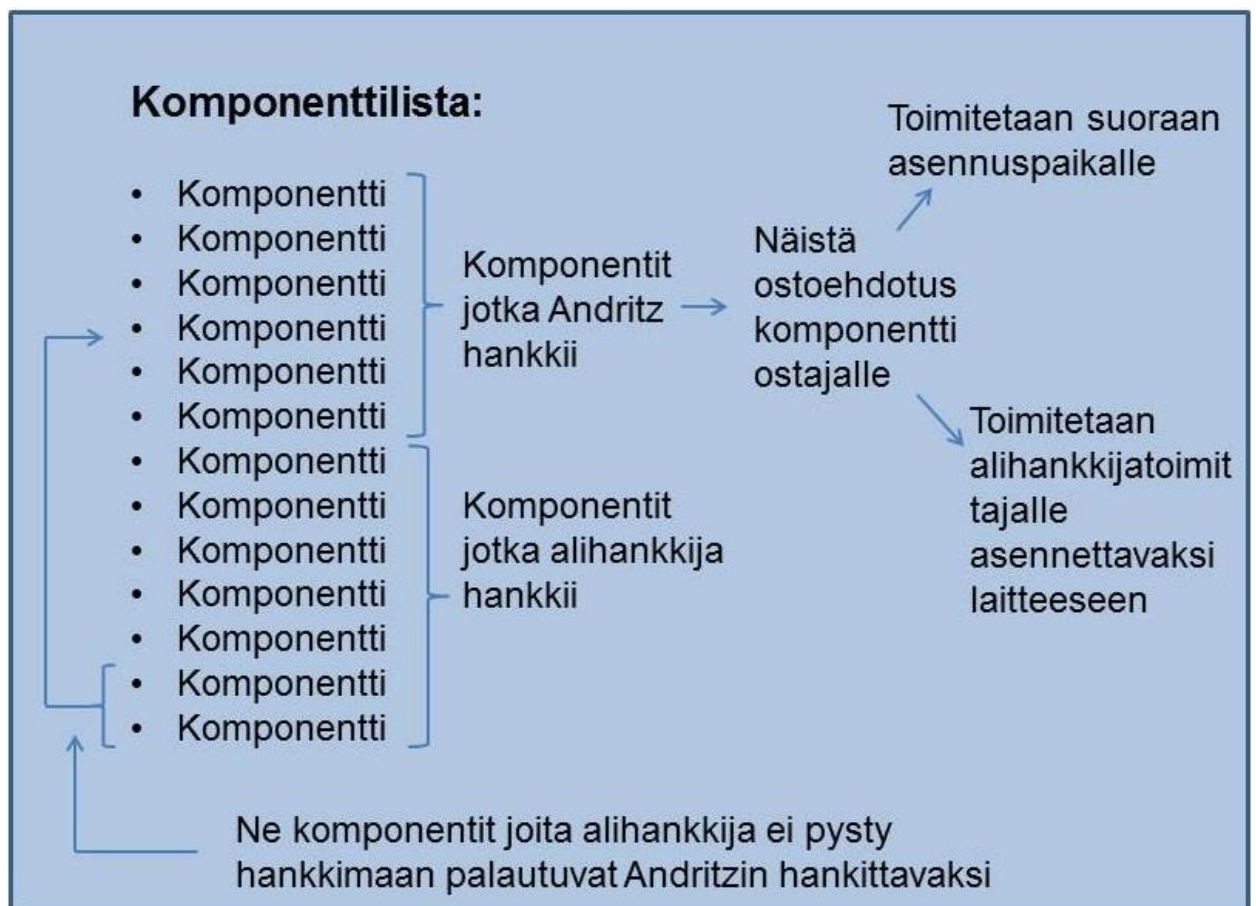 Komponenttilista:
• Komponentti
• Komponentti
• Komponentti
• Komponentti
• Komponentti
• Komponentti
• Komponentti
• Komponentti
• Komponentti
• Komponentti
• Komponentti
• Komponentti
• Komponentti
Komponentit
jotka Andritz
hankkii
Komponentit
jotka alihankkija
hankkii
Näistä
ostoehdotus
komponentti
ostajalle
Toimitetaan suoraan
asennuspaikalle
Toimitetaan
alihankkijatoimit
tajalle
asennettavaksi
laitteeseen
Ne komponentit joita alihankkija ei pysty
hankkimaan palautuvat Andritzin hankittavaksi